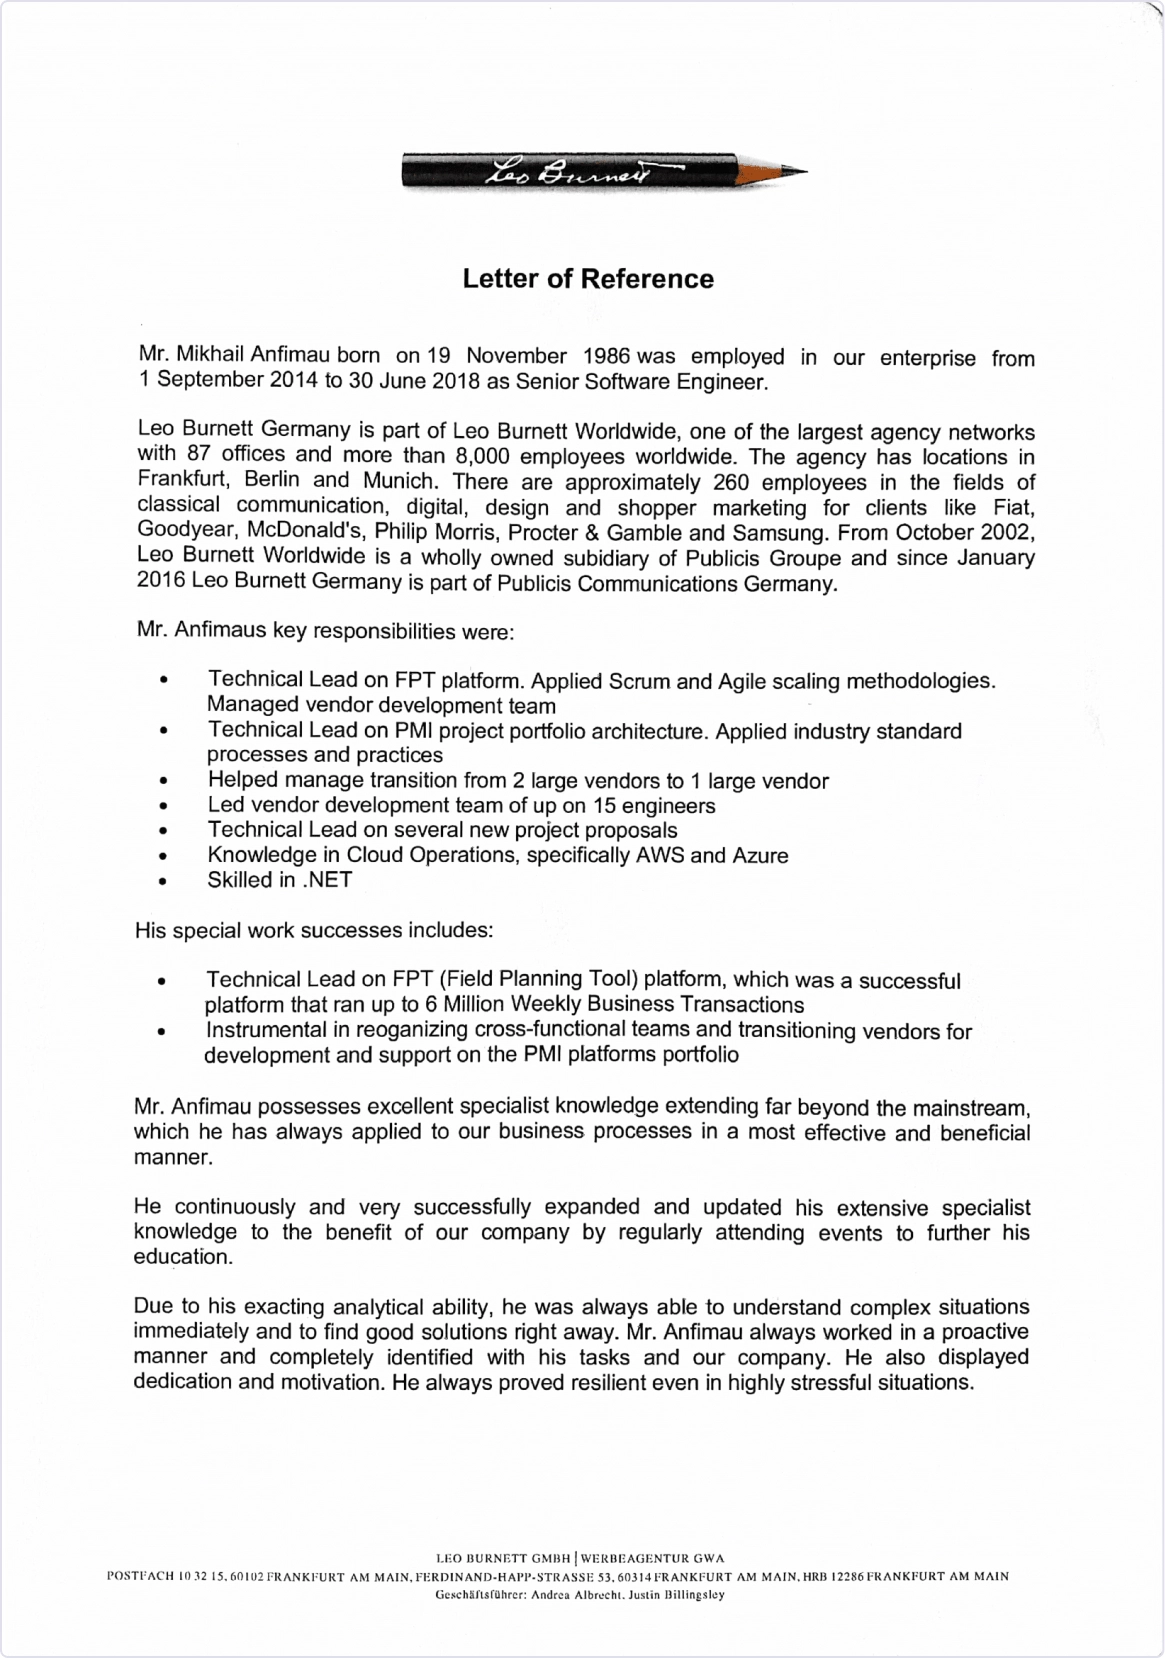 Leo Burnett
Letter of Reference
Mr. Mikhail Anfimau born on 19 November 1986 was employed in our enterprise from
1 September 2014 to 30 June 2018 as Senior Software Engineer.
Leo Burnett Germany is part of Leo Burnett Worldwide, one of the largest agency networks
with 87 offices and more than 8,000 employees worldwide. The agency has locations in
Frankfurt, Berlin and Munich. There are approximately 260 employees in the fields of
classical communication, digital, design and shopper marketing for clients like Fiat,
Goodyear, McDonald's, Philip Morris, Procter & Gamble and Samsung. From October 2002,
Leo Burnett Worldwide is a wholly owned subidiary of Publicis Groupe and since January
2016 Leo Burnett Germany is part of Publicis Communications Germany.
Mr. Anfimaus key responsibilities were:
• Technical Lead on FPT platform. Applied Scrum and Agile scaling methodologies.
Managed vendor development team
• Technical Lead on PMI project portfolio architecture. Applied industry standard
processes and practices
• Helped manage transition from 2 large vendors to 1 large vendor
• Led vendor development team of up on 15 engineers
• Technical Lead on several new project proposals
• Knowledge in Cloud Operations, specifically AWS and Azure
• Skilled in .NET
His special work successes includes:
• Technical Lead on FPT (Field Planning Tool) platform, which was a successful
platform that ran up to 6 Million Weekly Business Transactions
• Instrumental in reoganizing cross-functional teams and transitioning vendors for
development and support on the PMI platforms portfolio
Mr. Anfimau possesses excellent specialist knowledge extending far beyond the mainstream,
which he has always applied to our business processes in a most effective and beneficial
manner.
He continuously and very successfully expanded and updated his extensive specialist
knowledge to the benefit of our company by regularly attending events to further his
education.
Due to his exacting analytical ability, he was always able to understand complex situations
immediately and to find good solutions right away. Mr. Anfimau always worked in a proactive
manner and completely identified with his tasks and our company. He also displayed
dedication and motivation. He always proved resilient even in highly stressful situations.
LEO BURNETT GMBH | WERBEAGENTUR GWA
POSTFACH 10 32 15, 60102 FRANKFURT AM MAIN, FERDINAND-HAPP-STRASSE 53, 60314 FRANKFURT AM MAIN, HRB 12286 FRANKFURT AM MAIN
Geschäftsführer: Andrea Albrecht, Justin Billingsley